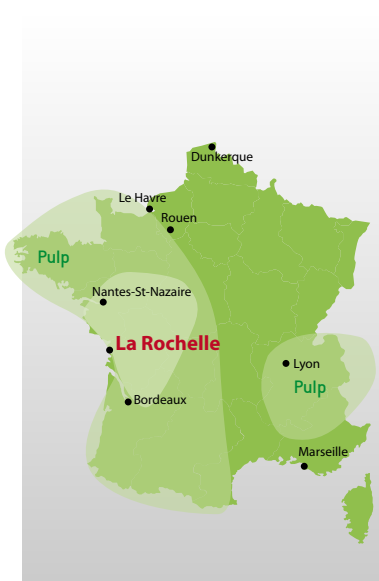 Dunkerque
Le Havre
Rouen
Pulp
Nantes-St-Nazaire
La Rochelle
Lyon
Pulp
Bordeaux
Marseille